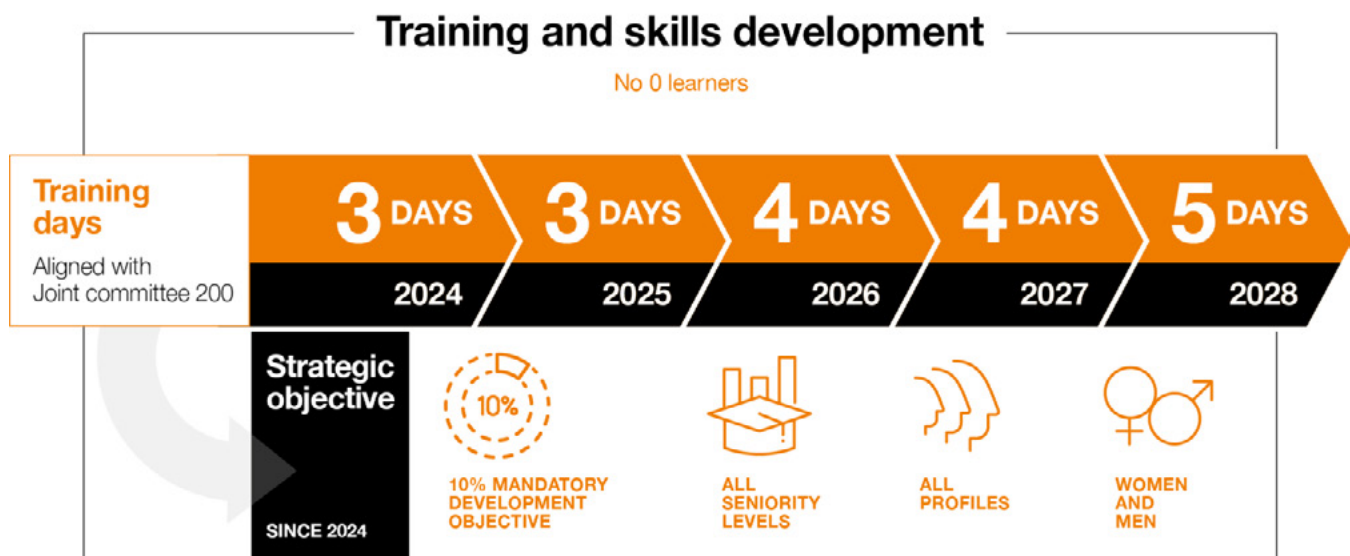 Training and skills development
No 0 learners
Training
days
Aligned with
Joint committee 200
3 DAYS
3 DAYS
4 DAYS
4 DAYS
5 DAYS
2024
2025
2026
2027
2028
Strategic
objective
SINCE 2024
10%
10% MANDATORY
DEVELOPMENT
OBJECTIVE
ALL
SENIORITY
LEVELS
ALL
PROFILES
WOMEN
AND
MEN